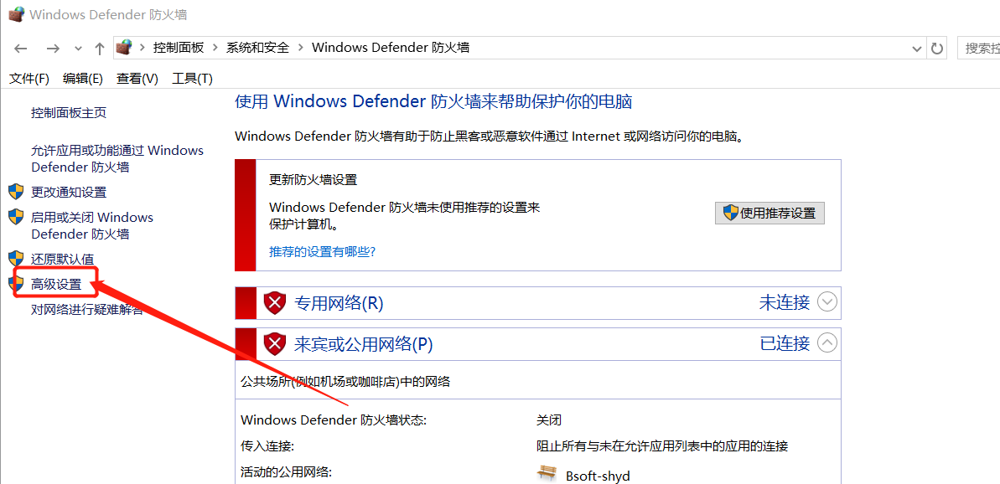 Windows Defender 防火墙
控制面板 系统和安全 Windows Defender 防火墙
搜索控
文件(F) 编辑(E) 查看(V) 工具(T)
控制面板主页
允许应用或功能通过 Windows
Defender 防火墙
更改通知设置
启用或关闭 Windows
Defender 防火墙
还原默认值
高级设置
对网络进行疑难解答
使用 Windows Defender 防火墙来帮助保护你的电脑
Windows Defender 防火墙有助于防止黑客或恶意软件通过 Internet 或网络访问你的电脑。
更新防火墙设置
Windows Defender 防火墙未使用推荐的设置来
保护计算机。
使用推荐设置
推荐的设置有哪些?
专用网络(R) 未连接
来宾或公用网络(P) 已连接
公共场所(例如机场或咖啡店)中的网络
Windows Defender 防火墙状态: 关闭
传入连接: 阻止所有与未在允许应用列表中的应用的连接
活动的公用网络: Bsoft-shyd